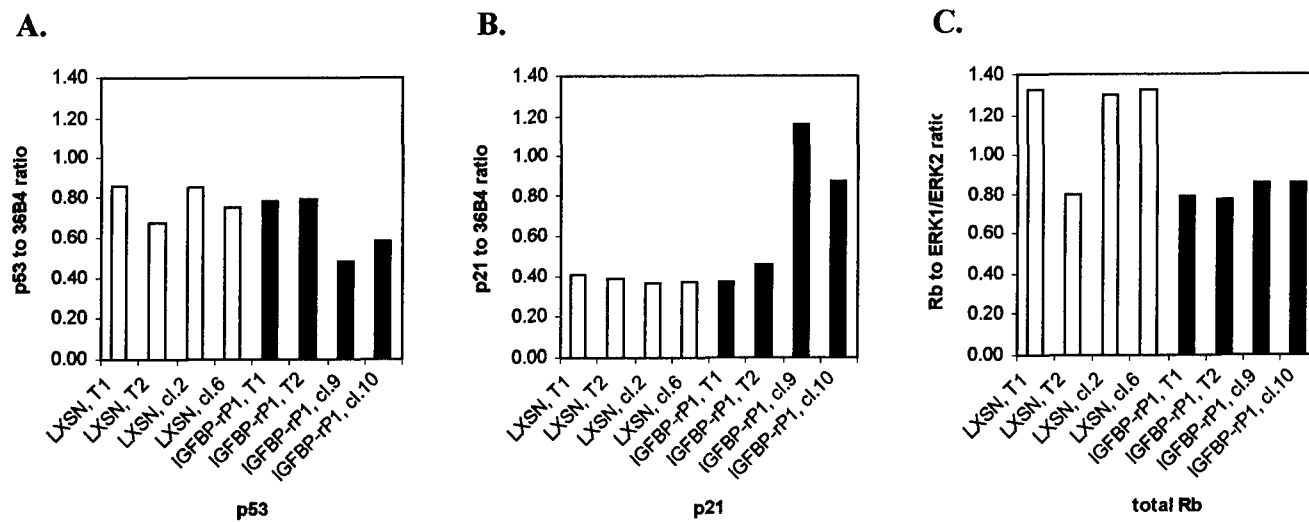 A.
p53 to 36B4 ratio
1.40
1.20
1.00
0.80
0.60
0.40
0.20
0.00
LXSN, T1
LXSN, T2
LXSN, cl.2
LXSN, cl.6
IGFBP-rP1, T1
IGFBP-rP1, T2
IGFBP-rP1, cl.9
IGFBP-rP1, cl.10
p53
B.
p21 to 36B4 ratio
1.40
1.20
1.00
0.80
0.60
0.40
0.20
0.00
LXSN, T1
LXSN, T2
LXSN, cl.2
LXSN, cl.6
IGFBP-rP1, T1
IGFBP-rP1, T2
IGFBP-rP1, cl.9
IGFBP-rP1, cl.10
p21
C.
Rb to ERK1/ERK2 ratio
1.40
1.20
1.00
0.80
0.60
0.40
0.20
0.00
LXSN, T1
LXSN, T2
LXSN, cl.2
LXSN, cl.6
IGFBP-rP1, T1
IGFBP-rP1, T2
IGFBP-rP1, cl.9
IGFBP-rP1, cl.10
total Rb